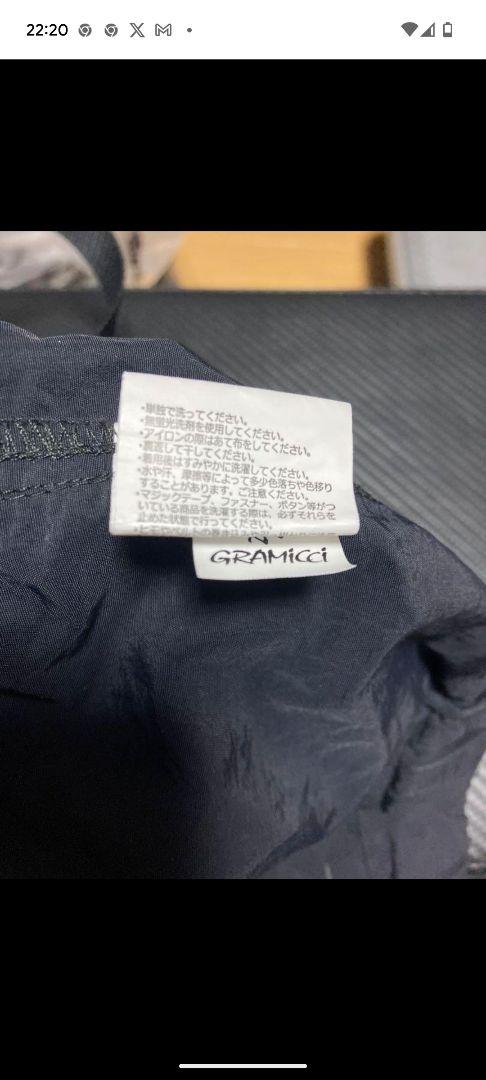 22:20
・単独で洗ってください。
・無蛍光洗剤を使用してください。
・アイロンの際はあて布をしてください。
・裏返して干してください。
・着用後はすみやかに洗濯してください。
・水や汗、摩擦等によって多少色落ちや色移り
することがあります。ご注意ください。
・マジックテープ、ファスナー、ボタン等がつ
いている商品を洗濯する際は、必ずそれらを
止めた状態で行ってください。
GRAMiCCi